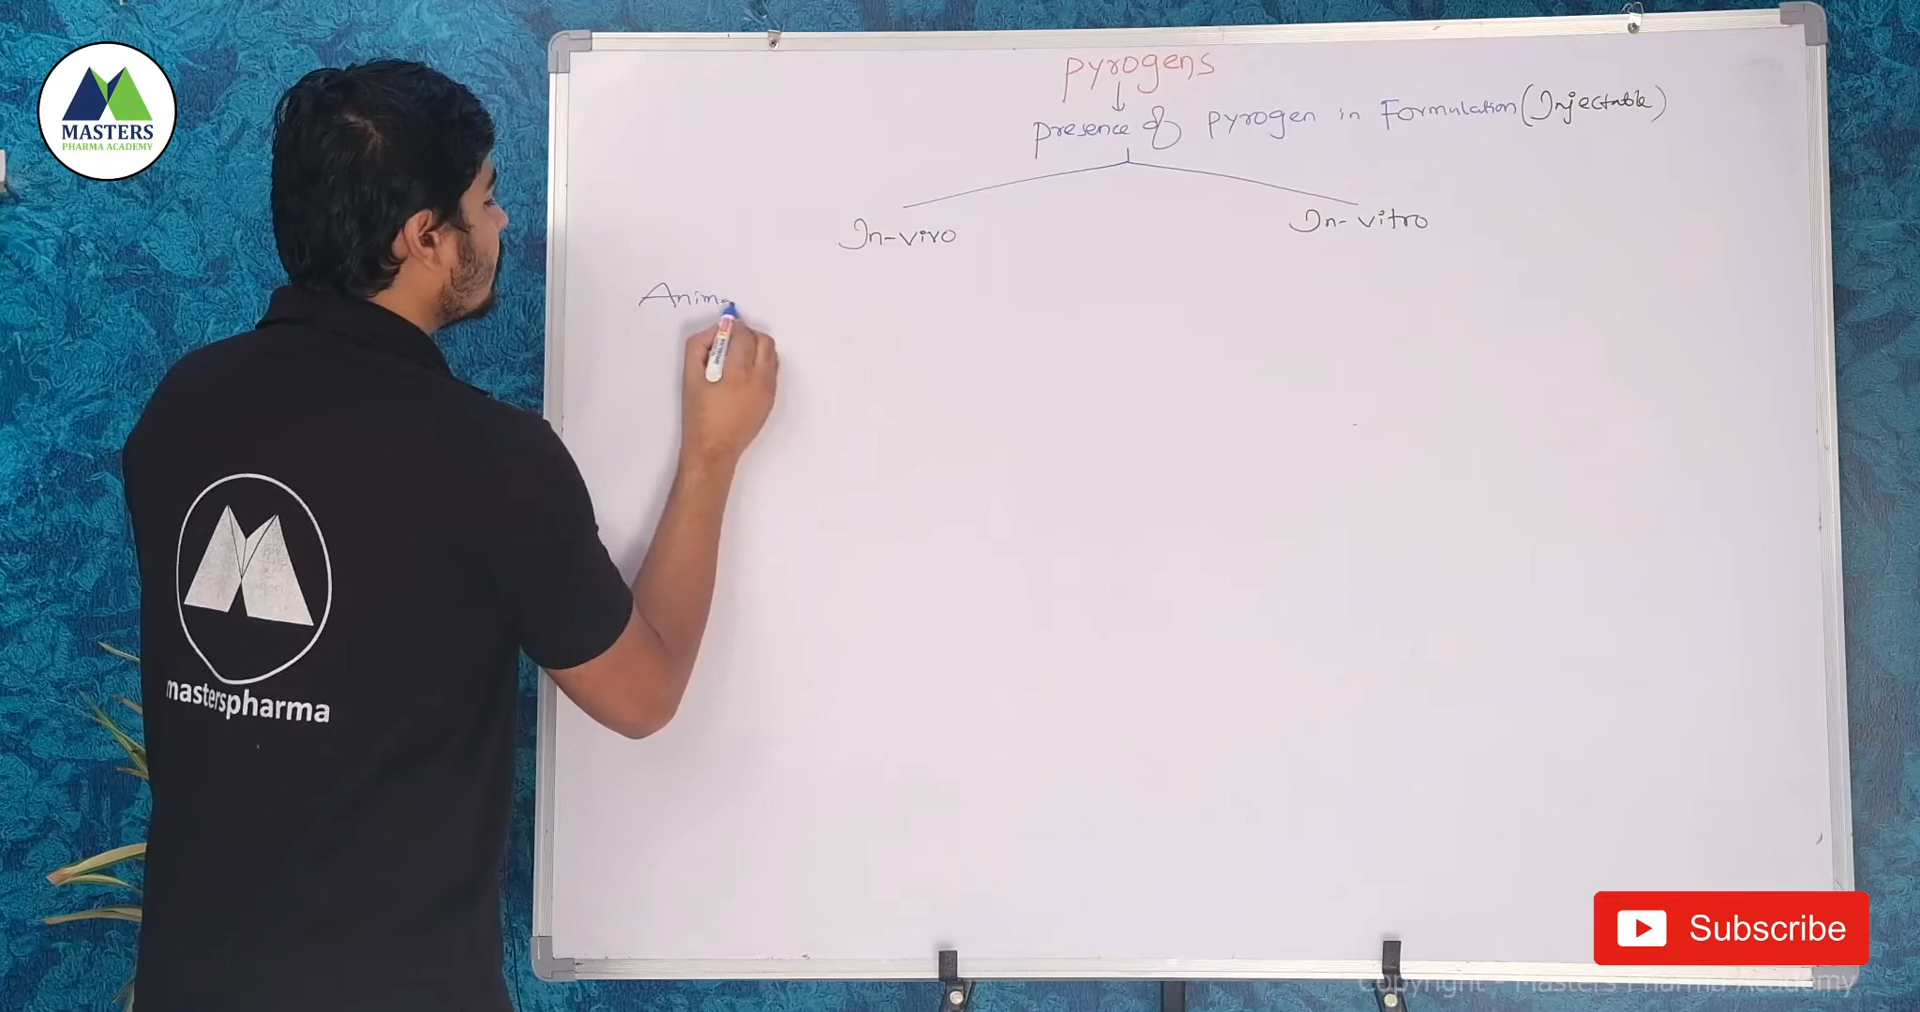 MASTERS
PHARMA ACADEMY
pyrogens
presence of pyrogen in Formulation (Injectable)
In-vivo
In-vitro
Anima
masterspharma
Subscribe
Copyright - Masters Pharma Academy